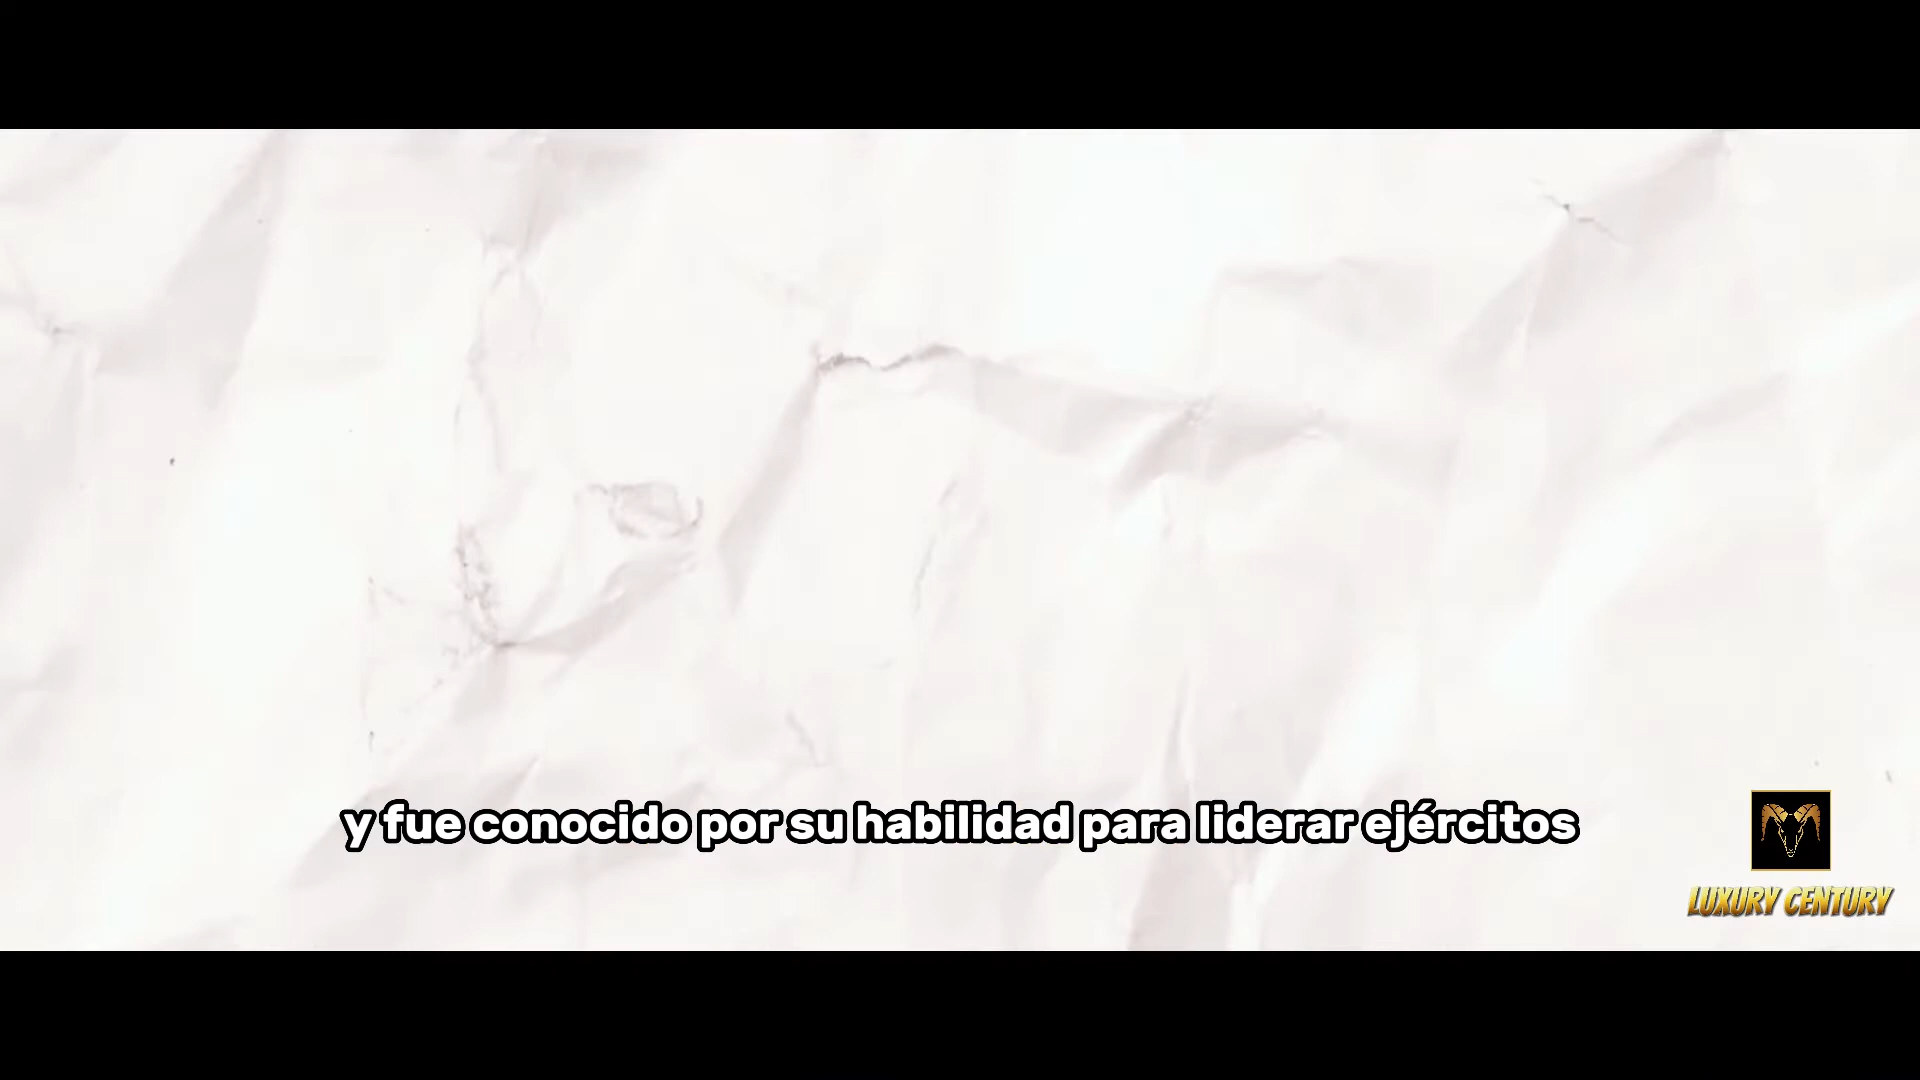 y fue conocido por su habilidad para liderar ejércitos
LUXURY CENTURY